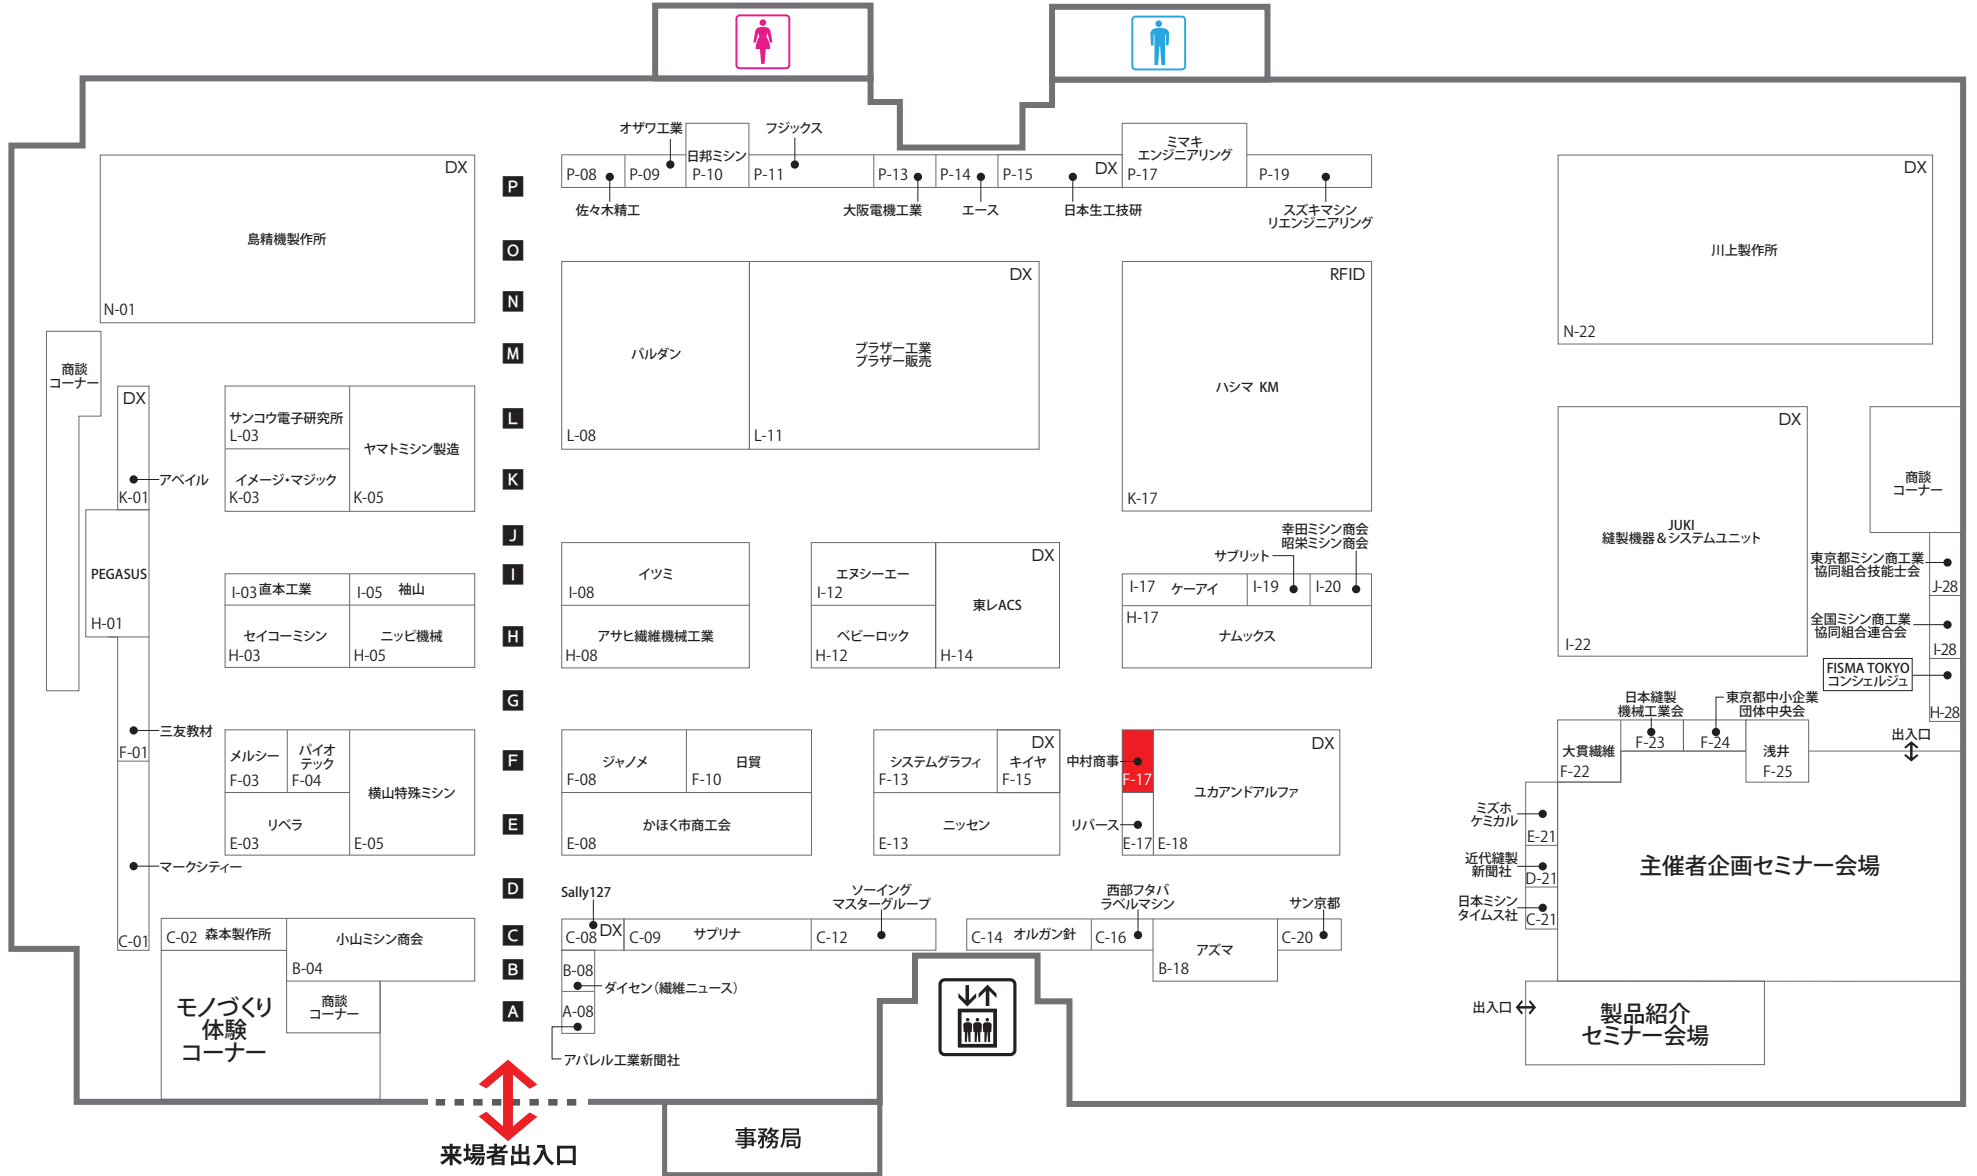 オザワ工業
フジックス
日邦ミシン
ミマキ
エンジニアリング
P-08
P-09
P-10
P-11
P-13
P-14
P-15
DX
P-17
P-19
佐々木精工
大阪電機工業
エース
日本生工技研
スズキマシン
リエンジニアリング
P
O
N
M
L
K
J
I
H
G
F
E
D
C
B
A
DX
島精機製作所
N-01
バルダン
L-08
DX
ブラザー工業
ブラザー販売
L-11
RFID
ハシマ KM
K-17
DX
川上製作所
N-22
商談
コーナー
DX
アベイル
K-01
サンコウ電子研究所
L-03
イメージ・マジック
K-03
ヤマトミシン製造
K-05
PEGASUS
H-01
I-03 直本工業
I-05 袖山
セイコーミシン
H-03
ニッピ機械
H-05
イツミ
I-08
アサヒ繊維機械工業
H-08
エヌシーエー
I-12
ベビーロック
H-12
DX
東レACS
H-14
幸田ミシン商会
昭栄ミシン商会
サブリット
I-17 ケーアイ
I-19
I-20
H-17
ナムックス
DX
JUKI
縫製機器＆システムユニット
I-22
商談
コーナー
東京都ミシン商工業
協同組合技能士会
J-28
全国ミシン商工業
協同組合連合会
I-28
FISMA TOKYO
コンシェルジュ
H-28
三友教材
F-01
メルシー
F-03
パイオ
テック
F-04
リベラ
E-03
横山特殊ミシン
E-05
マークシティー
C-01
ジャノメ
F-08
日貿
F-10
かほく市商工会
E-08
システムグラフィ
F-13
DX
キイヤ
F-15
ニッセン
E-13
中村商事
F-17
リバース
E-17
DX
ユカアンドアルファ
E-18
日本縫製
機械工業会
東京都中小企業
団体中央会
大貫繊維
F-22
F-23
F-24
浅井
F-25
出入口
ミズホ
ケミカル
E-21
近代縫製
新聞社
D-21
日本ミシン
タイムス社
C-21
主催者企画セミナー会場
Sally127
ソーイング
マスターグループ
西部フタバ
ラベルマシン
サン京都
C-02 森本製作所
小山ミシン商会
B-04
C-08
DX
C-09
サプリナ
C-12
C-14 オルガン針
C-16
アズマ
B-18
C-20
B-08
ダイセン（繊維ニュース）
A-08
アパレル工業新聞社
モノづくり
体験
コーナー
商談
コーナー
出入口
製品紹介
セミナー会場
来場者出入口
事務局